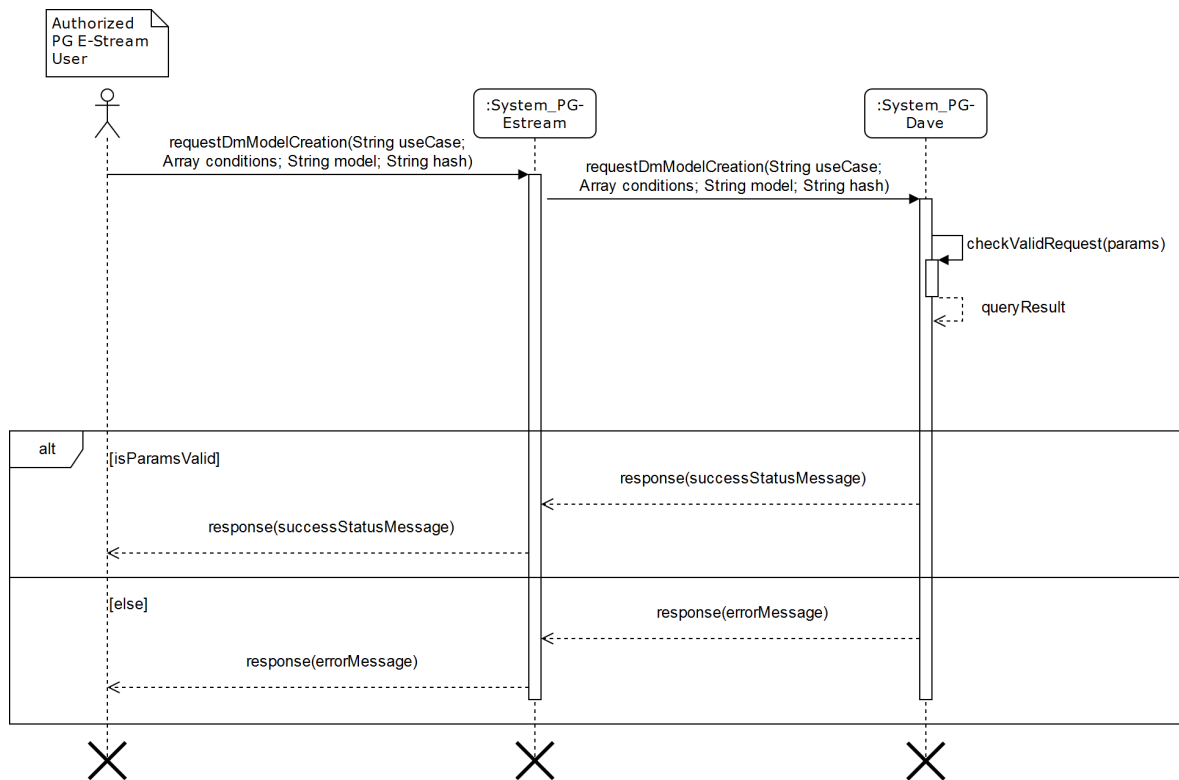 Authorized
PG E-Stream
User
:System_PG-
Estream
:System_PG-
Dave
requestDmModelCreation(String useCase;
Array conditions; String model; String hash)
requestDmModelCreation(String useCase;
Array conditions; String model; String hash)
checkValidRequest(params)
queryResult
alt
[isParamsValid]
response(successStatusMessage)
response(successStatusMessage)
[else]
response(errorMessage)
response(errorMessage)